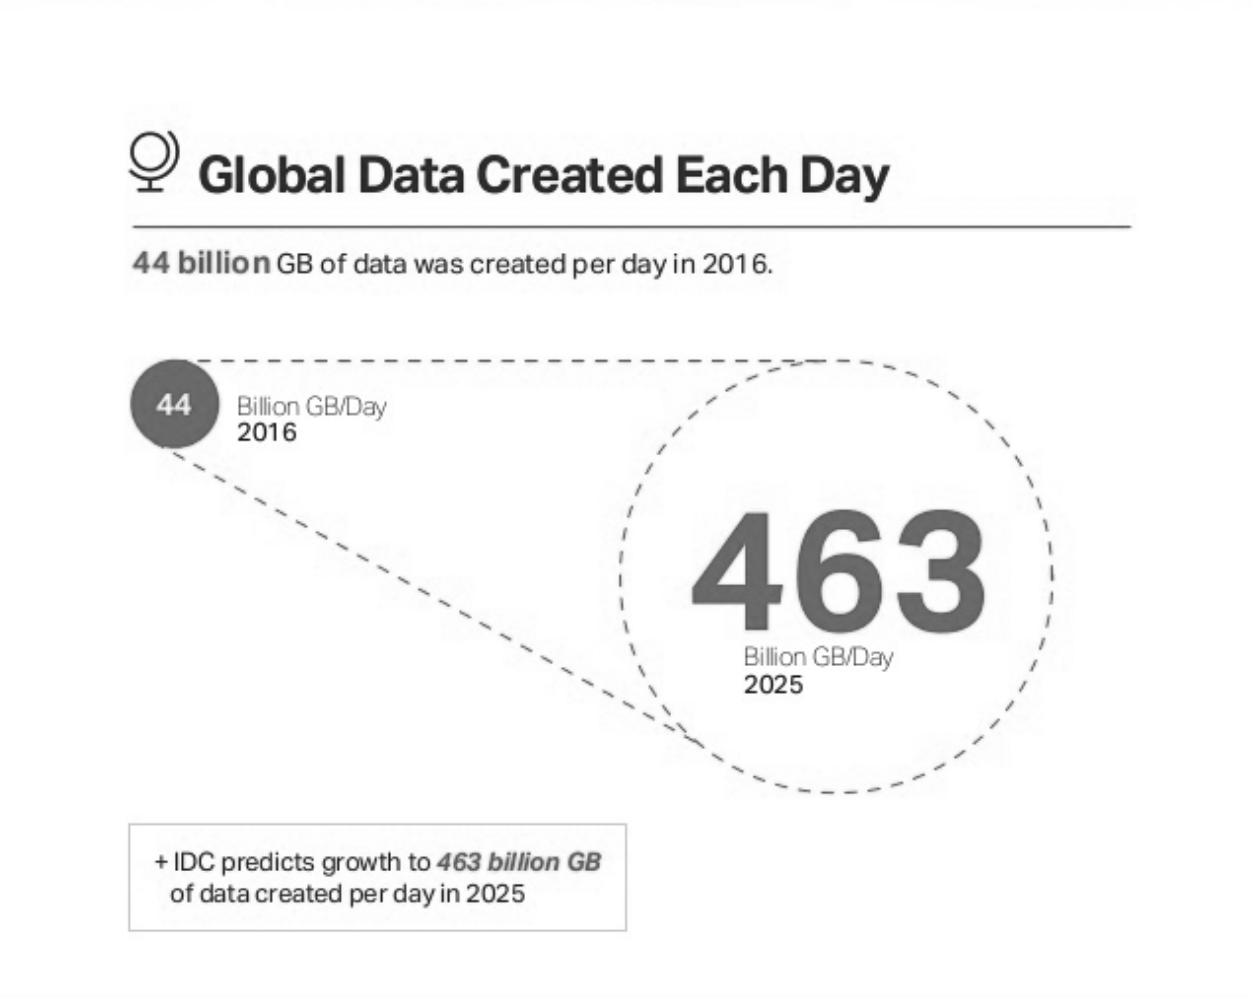 Global Data Created Each Day
44 billion GB of data was created per day in 2016.
44
Billion GB/Day
2016
463
Billion GB/Day
2025
+ IDC predicts growth to 463 billion GB
of data created per day in 2025